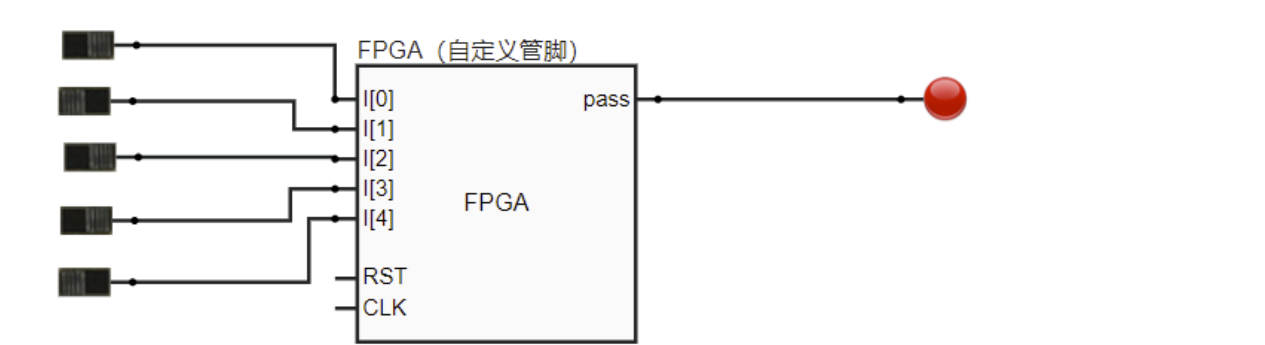 FPGA（自定义管脚）
I[0]
pass
I[1]
I[2]
I[3]
FPGA
I[4]
RST
CLK